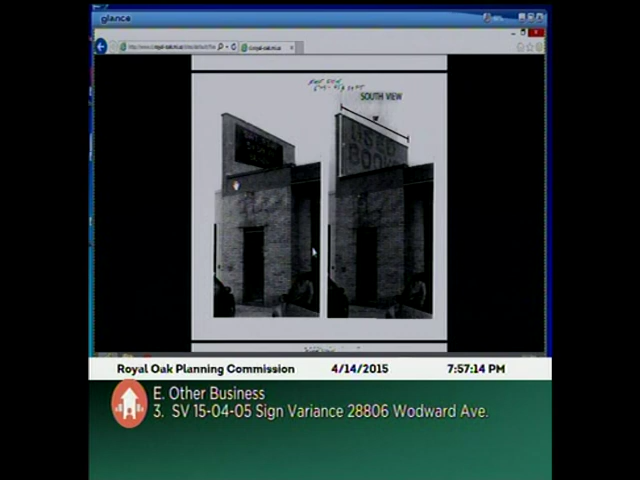 glance
SOUTH VIEW
USED
BOOKS
Royal Oak Planning Commission 4/14/2015 7:57:14 PM
E. Other Business
3. SV 15-04-05 Sign Variance 28806 Wodward Ave.